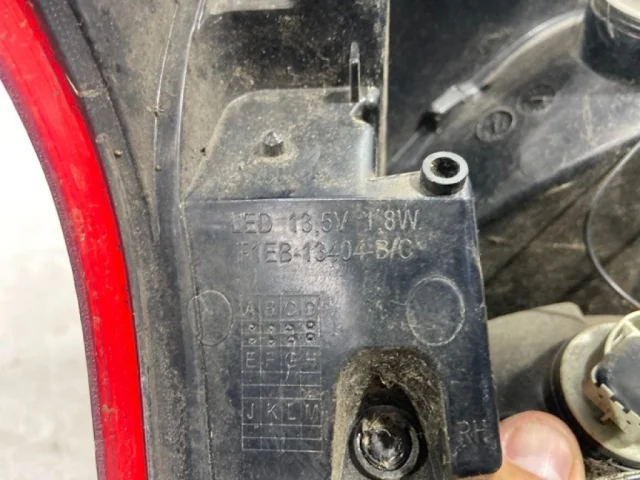 LED 13,5V 1,8W
F1EB-13404-B/C
A B C D
E F G H
J K L M
RH